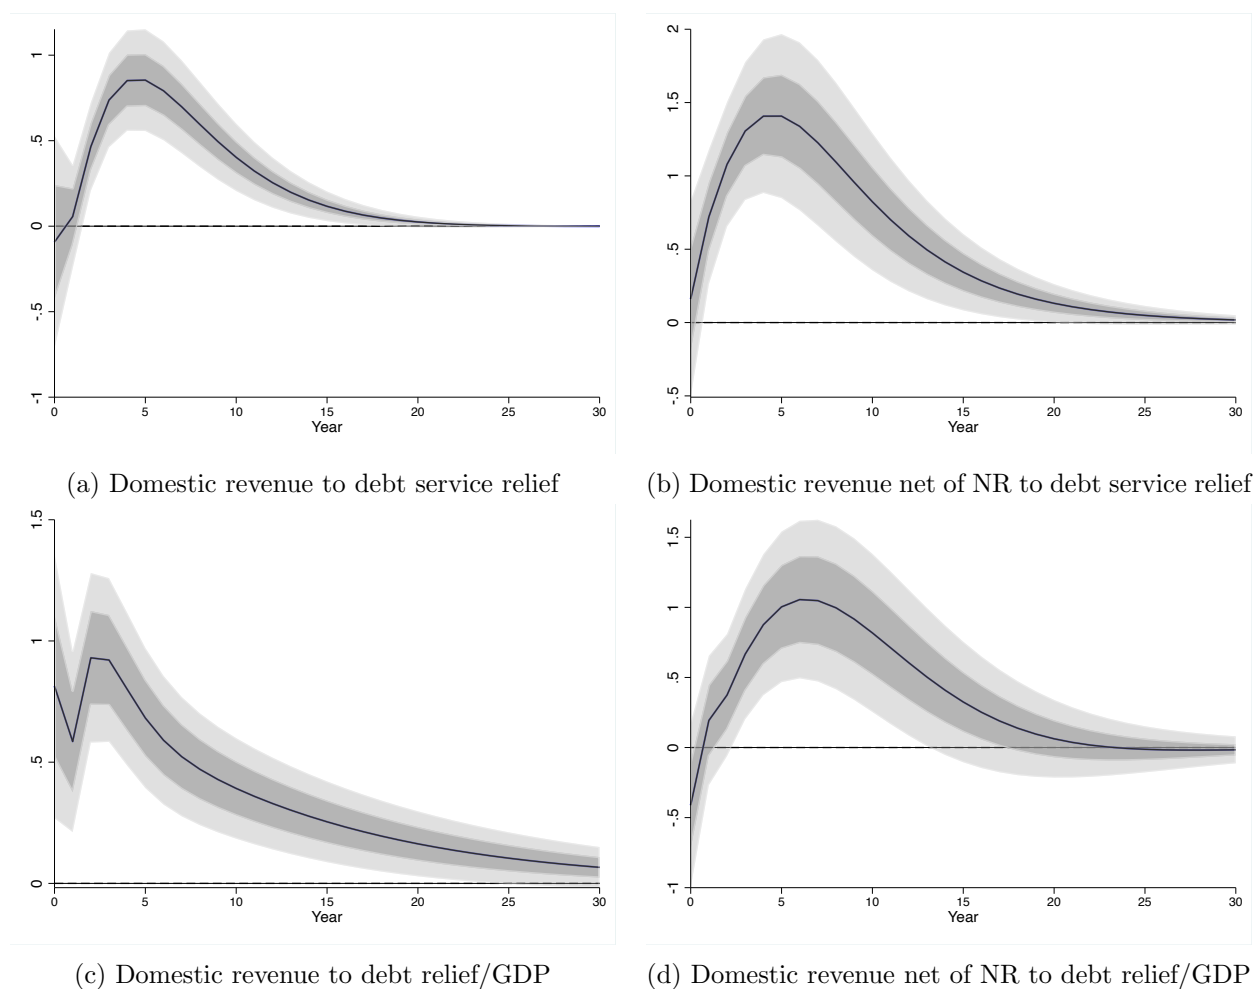 1
.5
0
-.5
-1
0 5 10 15 20 25 30
Year
2
1.5
1
.5
0
-.5
0 5 10 15 20 25 30
Year
(a) Domestic revenue to debt service relief
(b) Domestic revenue net of NR to debt service relief
1.5
1
.5
0
0 5 10 15 20 25 30
Year
1.5
1
.5
0
-.5
-1
0 5 10 15 20 25 30
Year
(c) Domestic revenue to debt relief/GDP
(d) Domestic revenue net of NR to debt relief/GDP